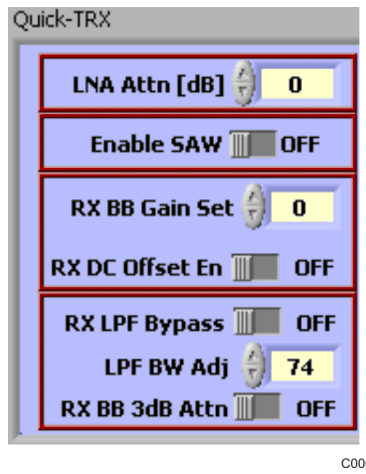 Quick-TRX
LNA Attn [dB] 0
Enable SAW OFF
RX BB Gain Set 0
RX DC Offset En OFF
RX LPF Bypass OFF
LPF BW Adj 74
RX BB 3dB Attn OFF
C00